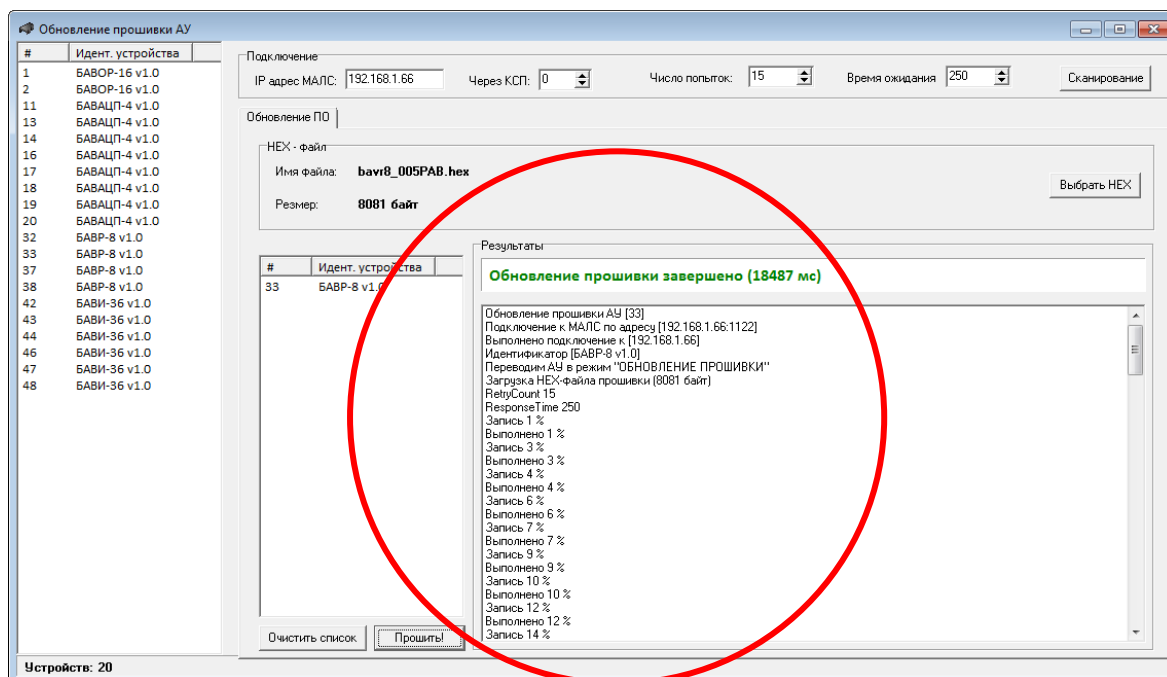 Обновление прошивки АУ
# Идент. устройства
1 БАВОР-16 v1.0
2 БАВОР-16 v1.0
11 БАВАЦП-4 v1.0
13 БАВАЦП-4 v1.0
14 БАВАЦП-4 v1.0
16 БАВАЦП-4 v1.0
17 БАВАЦП-4 v1.0
18 БАВАЦП-4 v1.0
19 БАВАЦП-4 v1.0
20 БАВАЦП-4 v1.0
32 БАВР-8 v1.0
33 БАВР-8 v1.0
37 БАВР-8 v1.0
38 БАВР-8 v1.0
42 БАВИ-36 v1.0
43 БАВИ-36 v1.0
44 БАВИ-36 v1.0
46 БАВИ-36 v1.0
47 БАВИ-36 v1.0
48 БАВИ-36 v1.0
Устройств: 20
Подключение
IP адрес МАЛС: 192.168.1.66 Через КСП: 0 Число попыток: 15 Время ожидания 250 Сканирование
Обновление ПО
HEX - файл
Имя файла: bavr8_005PAB.hex
Выбрать HEX
Резмер: 8081 байт
# Идент. устройства
33 БАВР-8 v1.0
Очистить список Прошить!
Результаты
Обновление прошивки завершено (18487 мс)
Обновление прошивки АУ [33]
Подключение к МАЛС по адресу [192.168.1.66:1122]
Выполнено подключение к [192.168.1.66]
Идентификатор [БАВР-8 v1.0]
Переводим АУ в режим "ОБНОВЛЕНИЕ ПРОШИВКИ"
Загрузка HEX-файла прошивки (8081 байт)
RetryCount 15
ResponseTime 250
Запись 1 %
Выполнено 1 %
Запись 3 %
Выполнено 3 %
Запись 4 %
Выполнено 4 %
Запись 6 %
Выполнено 6 %
Запись 7 %
Выполнено 7 %
Запись 9 %
Выполнено 9 %
Запись 10 %
Выполнено 10 %
Запись 12 %
Выполнено 12 %
Запись 14 %